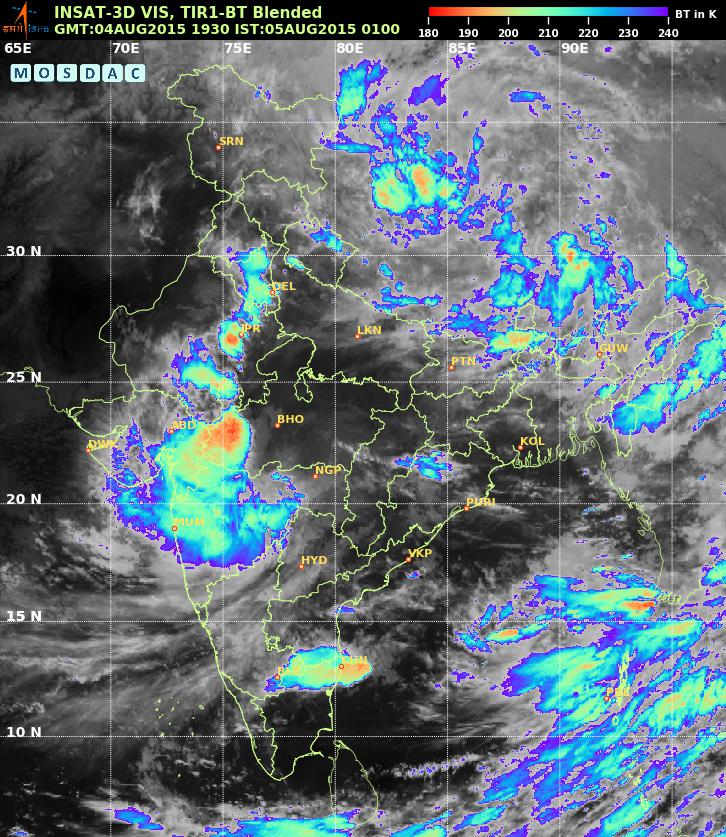 INSAT-3D VIS, TIR1-BT Blended
GMT:04AUG2015 1930 IST:05AUG2015 0100
BT in K
180 190 200 210 220 230 240
65E 70E 75E 80E 85E 90E
MOSDAC
SRN
30 N
DEL
JPR
LKN
GUW
PTN
25 N
ABD
BHO
DWK
KOL
NGP
20 N
PURI
MUM
HYD
VKP
15 N
10 N